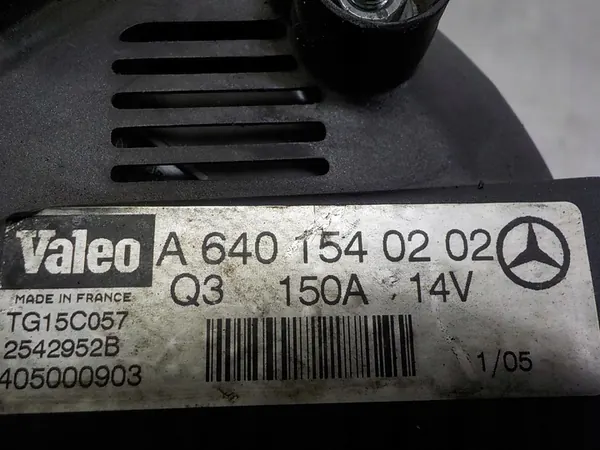 Valeo A 640 154 02 02
MADE IN FRANCE Q3 150A 14V
TG15C057
2542952B
405000903 1/05